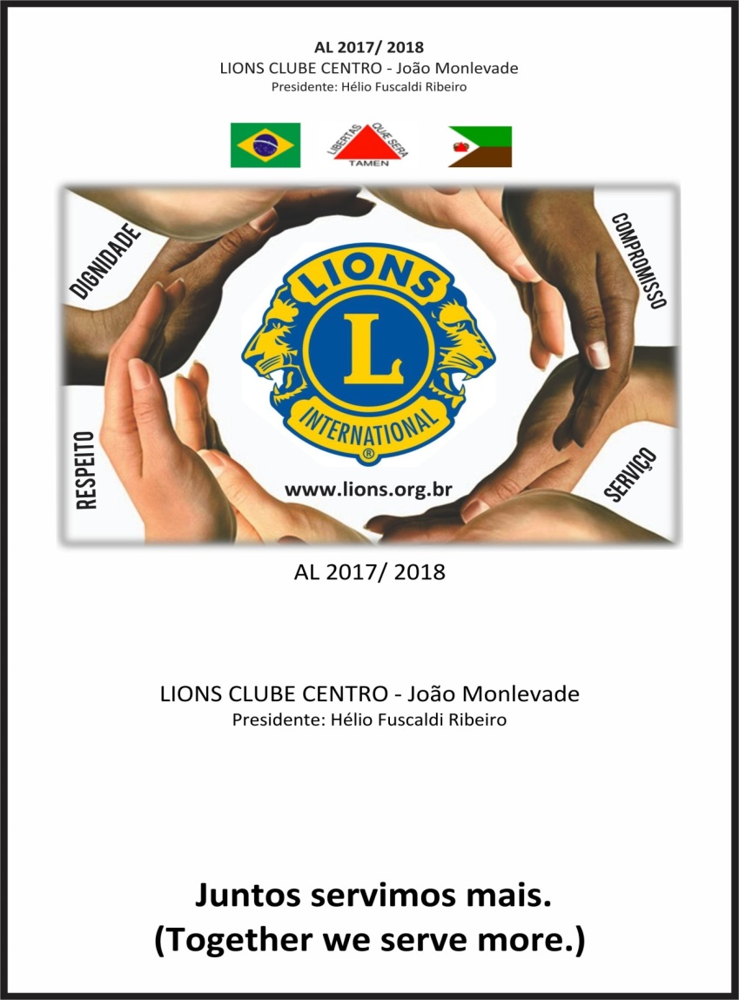 AL 2017/ 2018
LIONS CLUBE CENTRO - João Monlevade
Presidente: Hélio Fuscaldi Ribeiro
LIBERTAS QUÆ SERA
TAMEN
DIGNIDADE
COMPROMISSO
LIONS
L
INTERNATIONAL
®
RESPEITO
SERVIÇO
www.lions.org.br
AL 2017/ 2018
LIONS CLUBE CENTRO - João Monlevade
Presidente: Hélio Fuscaldi Ribeiro
Juntos servimos mais.
(Together we serve more.)